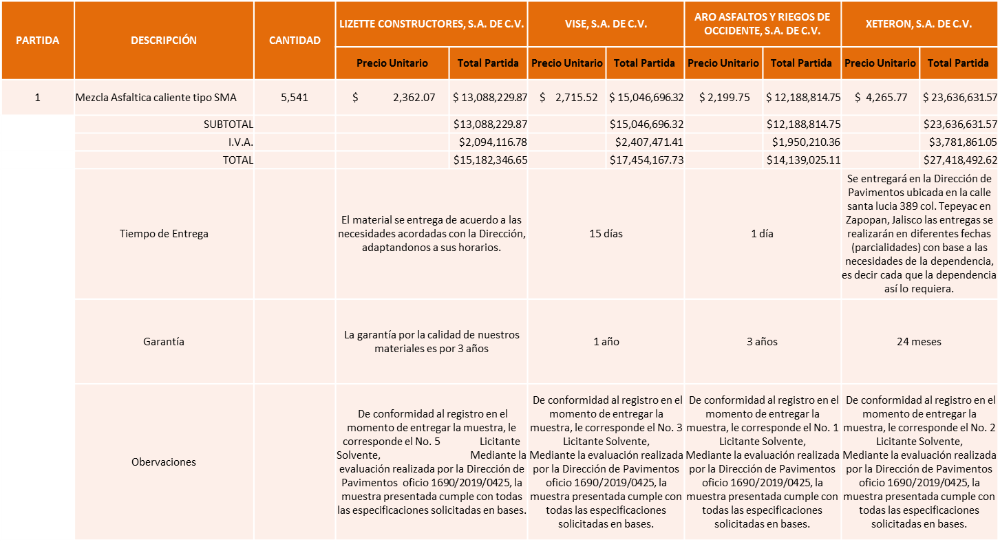 PARTIDA
DESCRIPCIÓN
CANTIDAD
LIZETTE CONSTRUCTORES, S.A. DE C.V.
VISE, S.A. DE C.V.
ARO ASFALTOS Y RIEGOS DE
OCCIDENTE, S.A. DE C.V.
XETERON, S.A. DE C.V.
Precio Unitario Total Partida Precio Unitario Total Partida Precio Unitario Total Partida Precio Unitario Total Partida
1 Mezcla Asfaltica caliente tipo SMA 5,541 $ 2,362.07 $ 13,088,229.87 $ 2,715.52 $ 15,046,696.32 $ 2,199.75 $ 12,188,814.75 $ 4,265.77 $ 23,636,631.57
SUBTOTAL $13,088,229.87 $15,046,696.32 $12,188,814.75 $23,636,631.57
I.V.A. $2,094,116.78 $2,407,471.41 $1,950,210.36 $3,781,861.05
TOTAL $15,182,346.65 $17,454,167.73 $14,139,025.11 $27,418,492.62
Tiempo de Entrega
El material se entrega de acuerdo a las
necesidades acordadas con la Dirección,
adaptandonos a sus horarios.
15 días
1 día
Se entregará en la Dirección de
Pavimentos ubicada en la calle
santa lucia 389 col. Tepeyac en
Zapopan, Jalisco las entregas se
realizarán en diferentes fechas
(parcialidades) con base a las
necesidades de la dependencia,
es decir cada que la dependencia
así lo requiera.
Garantía
La garantía por la calidad de nuestros
materiales es por 3 años
1 año
3 años
24 meses
Obervaciones
De conformidad al registro en el
momento de entregar la muestra, le
corresponde el No. 5 Licitante
Solvente, Mediante la
evaluación realizada por la Dirección de
Pavimentos oficio 1690/2019/0425, la
muestra presentada cumple con todas
las especificaciones solicitadas en bases.
De conformidad al registro en el
momento de entregar la
muestra, le corresponde el No. 3
Licitante Solvente,
Mediante la evaluación realizada
por la Dirección de Pavimentos
oficio 1690/2019/0425, la
muestra presentada cumple con
todas las especificaciones
solicitadas en bases.
De conformidad al registro en el
momento de entregar la
muestra, le corresponde el No. 1
Licitante Solvente,
Mediante la evaluación realizada
por la Dirección de Pavimentos
oficio 1690/2019/0425, la
muestra presentada cumple con
todas las especificaciones
solicitadas en bases.
De conformidad al registro en el
momento de entregar la
muestra, le corresponde el No. 2
Licitante Solvente,
Mediante la evaluación realizada
por la Dirección de Pavimentos
oficio 1690/2019/0425, la
muestra presentada cumple con
todas las especificaciones
solicitadas en bases.